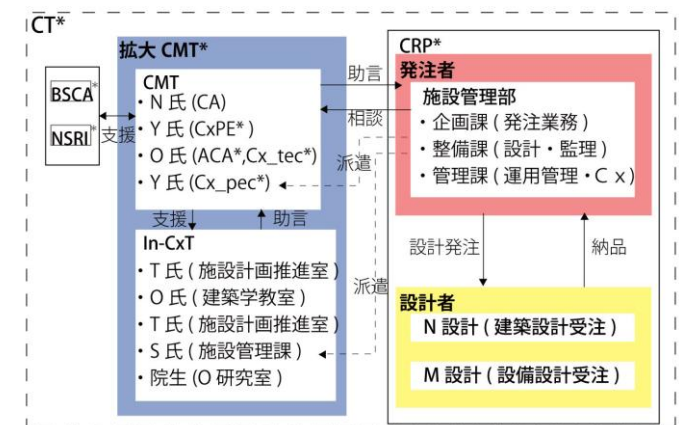 CT*
拡大 CMT*
CRP*
BSCA*
NSRI*
支援
CMT
・N 氏 (CA)
・Y 氏 (CxPE* )
・O 氏 (ACA*,Cx_tec*)
・Y 氏 (Cx_pec*)
助言
相談
派遣
発注者
施設管理部
・企画課 ( 発注業務 )
・整備課 ( 設計・監理 )
・管理課 ( 運用管理・Ｃｘ)
支援
助言
In-CxT
・T 氏 ( 施設計画推進室 )
・O 氏 ( 建築学教室 )
・T 氏 ( 施設計画推進室 )
・S 氏 ( 施設管理課 )
・院生 (O 研究室 )
派遣
設計発注
納品
設計者
N 設計 ( 建築設計受注 )
M 設計 ( 設備設計受注 )